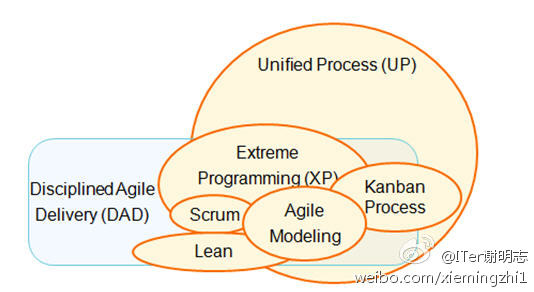 Unified Process (UP)
Extreme
Programming (XP)
Disciplined Agile
Delivery (DAD)
Kanban
Process
Scrum
Agile
Modeling
Lean
@ITer谢明志
weibo.com/xiemingzhi1